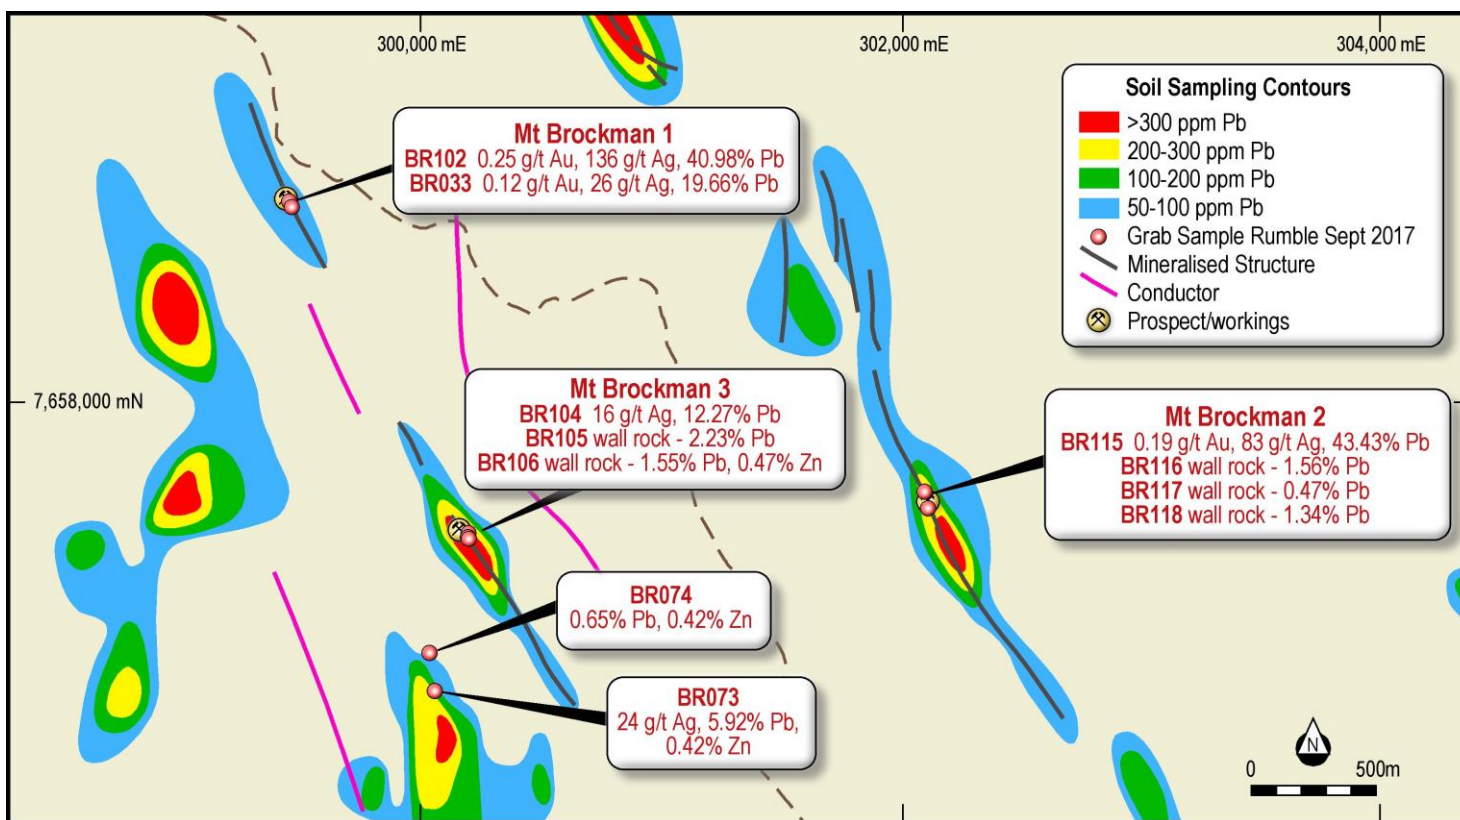 300,000 mE
302,000 mE
304,000 mE
Soil Sampling Contours
>300 ppm Pb
200-300 ppm Pb
100-200 ppm Pb
50-100 ppm Pb
Grab Sample Rumble Sept 2017
Mineralised Structure
Conductor
Prospect/workings
Mt Brockman 1
BR102 0.25 g/t Au, 136 g/t Ag, 40.98% Pb
BR033 0.12 g/t Au, 26 g/t Ag, 19.66% Pb
7,658,000 mN
Mt Brockman 3
BR104 16 g/t Ag, 12.27% Pb
BR105 wall rock - 2.23% Pb
BR106 wall rock - 1.55% Pb, 0.47% Zn
Mt Brockman 2
BR115 0.19 g/t Au, 83 g/t Ag, 43.43% Pb
BR116 wall rock - 1.56% Pb
BR117 wall rock - 0.47% Pb
BR118 wall rock - 1.34% Pb
BR074
0.65% Pb, 0.42% Zn
BR073
24 g/t Ag, 5.92% Pb,
0.42% Zn
N
0 500m